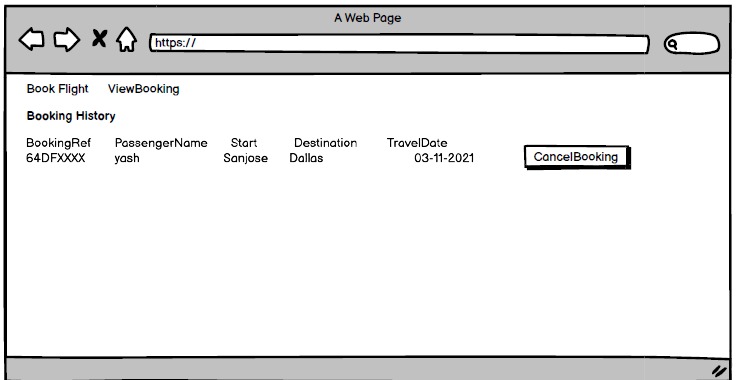 A Web Page
https://
Book Flight ViewBooking
Booking History
BookingRef PassengerName Start Destination TravelDate
64DFXXXX yash Sanjose Dallas 03-11-2021 CancelBooking